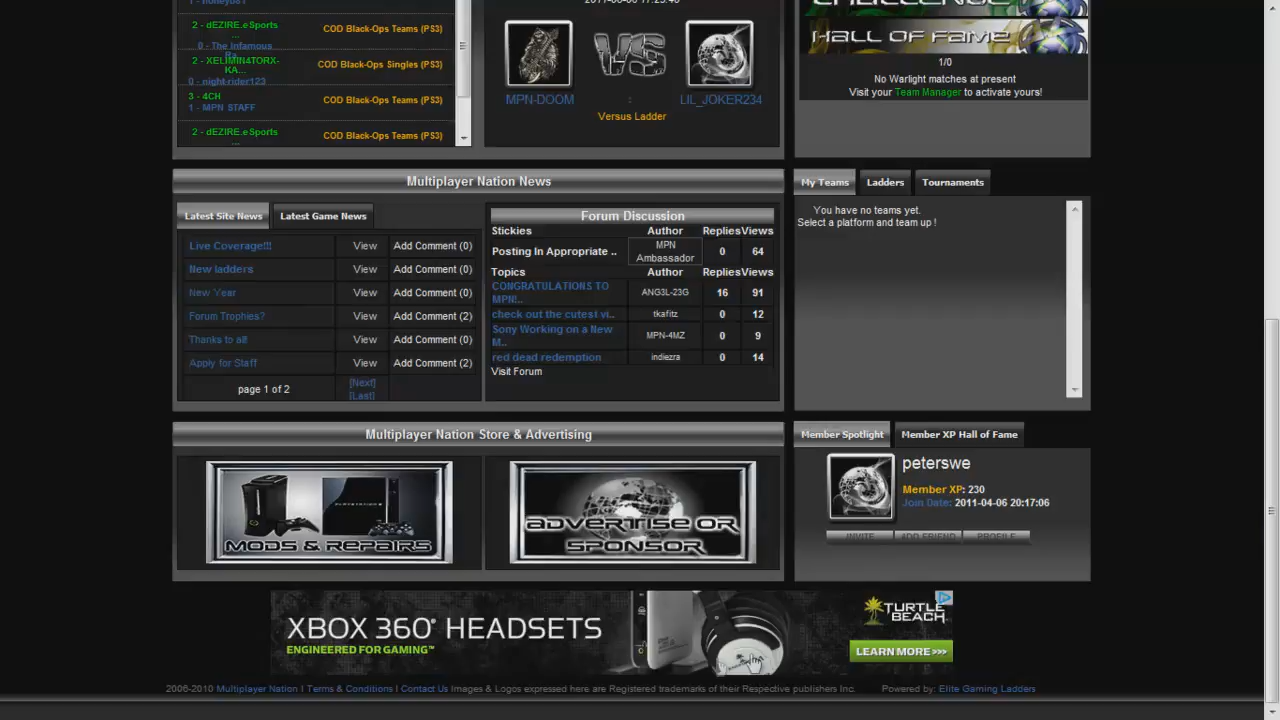 2 - dEZIRE.eSports
...
COD Black-Ops Teams (PS3)
0 - The Infamous
Ra...
2 - XELIMIN4TORX-
KA...
COD Black-Ops Singles (PS3)
0 - night-rider123
3 - 4CH
COD Black-Ops Teams (PS3)
1 - MPN STAFF
2 - dEZIRE.eSports
...
COD Black-Ops Teams (PS3)
VS
MPN-DOOM
:
LIL_JOKER234
Versus Ladder
CHALLENGE
HALL OF FAME
1/0
No Warlight matches at present
Visit your Team Manager to activate yours!
Multiplayer Nation News
Latest Site News
Latest Game News
Live Coverage!!! View Add Comment (0)
New ladders View Add Comment (0)
New Year View Add Comment (0)
Forum Trophies? View Add Comment (2)
Thanks to all! View Add Comment (0)
Apply for Staff View Add Comment (2)
page 1 of 2
[Next]
[Last]
Forum Discussion
Stickies Author Replies Views
Posting In Appropriate .. MPN Ambassador 0 64
Topics Author Replies Views
CONGRATULATIONS TO
MPN!.. ANG3L-23G 16 91
check out the cutest vi.. tkafitz 0 12
Sony Working on a New
M.. MPN-4MZ 0 9
red dead redemption indiezra 0 14
Visit Forum
My Teams
Ladders
Tournaments
You have no teams yet.
Select a platform and team up !
Multiplayer Nation Store & Advertising
MODS & REPAIRS
ADVERTISE OR
SPONSOR
Member Spotlight
Member XP Hall of Fame
peterswe
Member XP: 230
Join Date: 2011-04-06 20:17:06
INVITE
ADD FRIEND
PROFILE
XBOX 360® HEADSETS
ENGINEERED FOR GAMING™
TURTLE
BEACH
LEARN MORE >>>
2006-2010 Multiplayer Nation I Terms & Conditions I Contact Us Images & Logos expressed here are Registered trademarks of their Respective publishers Inc. Powered by: Elite Gaming Ladders